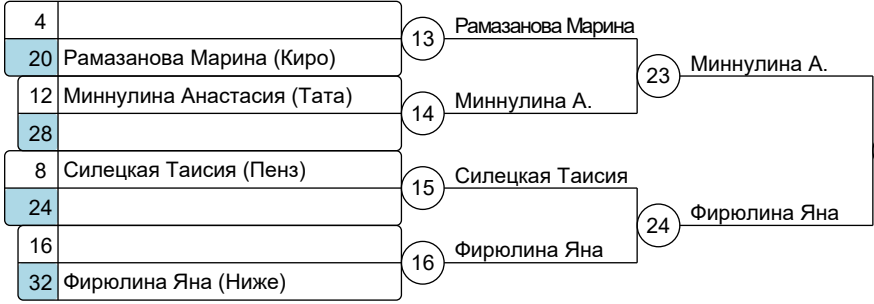 4
13 Рамазанова Марина
20 Рамазанова Марина (Киро)
23 Миннулина А.
12 Миннулина Анастасия (Тата)
14 Миннулина А.
28
8 Силецкая Таисия (Пенз)
15 Силецкая Таисия
24
24 Фирюлина Яна
16
16 Фирюлина Яна
32 Фирюлина Яна (Ниже)